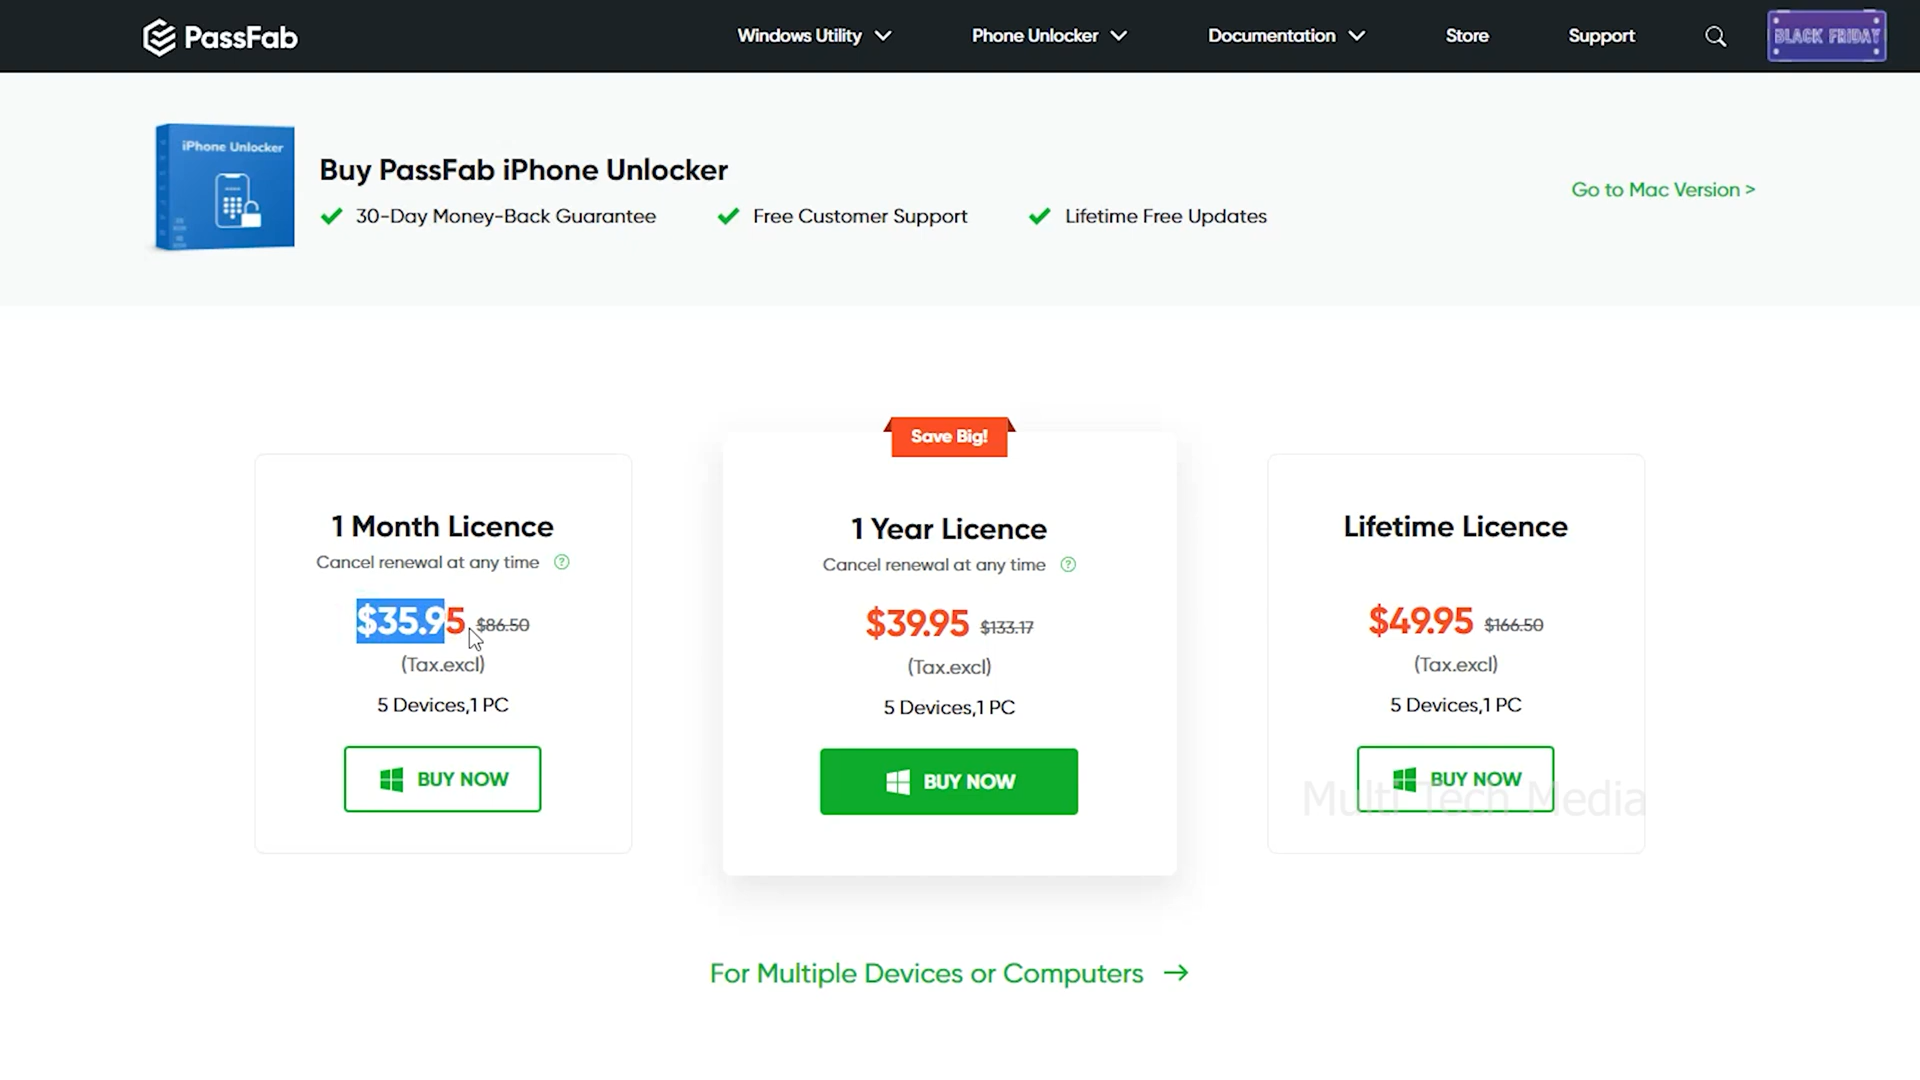 PassFab
Windows Utility
Phone Unlocker
Documentation
Store
Support
BLACK FRIDAY
iPhone Unlocker
Buy PassFab iPhone Unlocker
30-Day Money-Back Guarantee
Free Customer Support
Lifetime Free Updates
Go to Mac Version >
Save Big!
1 Month Licence
Cancel renewal at any time ?
$35.95 $86.50
(Tax.excl)
5 Devices,1 PC
BUY NOW
1 Year Licence
Cancel renewal at any time ?
$39.95 $133.17
(Tax.excl)
5 Devices,1 PC
BUY NOW
Lifetime Licence
$49.95 $166.50
(Tax.excl)
5 Devices,1 PC
BUY NOW
Multi Tech Media
For Multiple Devices or Computers →